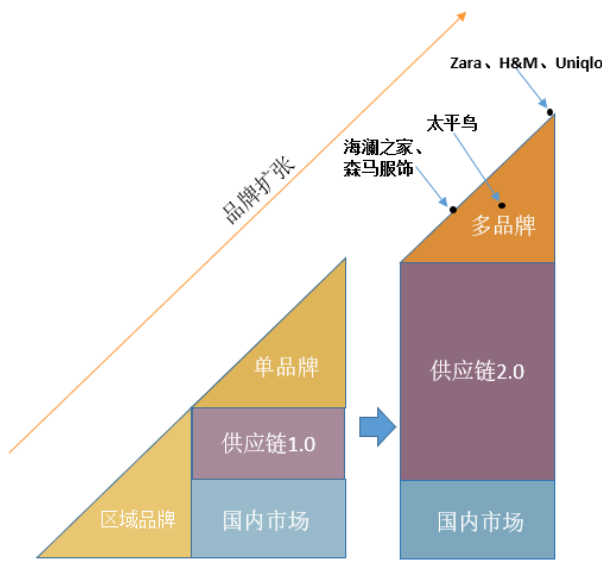 Zara、H&M、Uniqlo
太平鸟
海澜之家、
森马服饰
品牌扩张
多品牌
单品牌
供应链2.0
供应链1.0
区域品牌
国内市场
国内市场